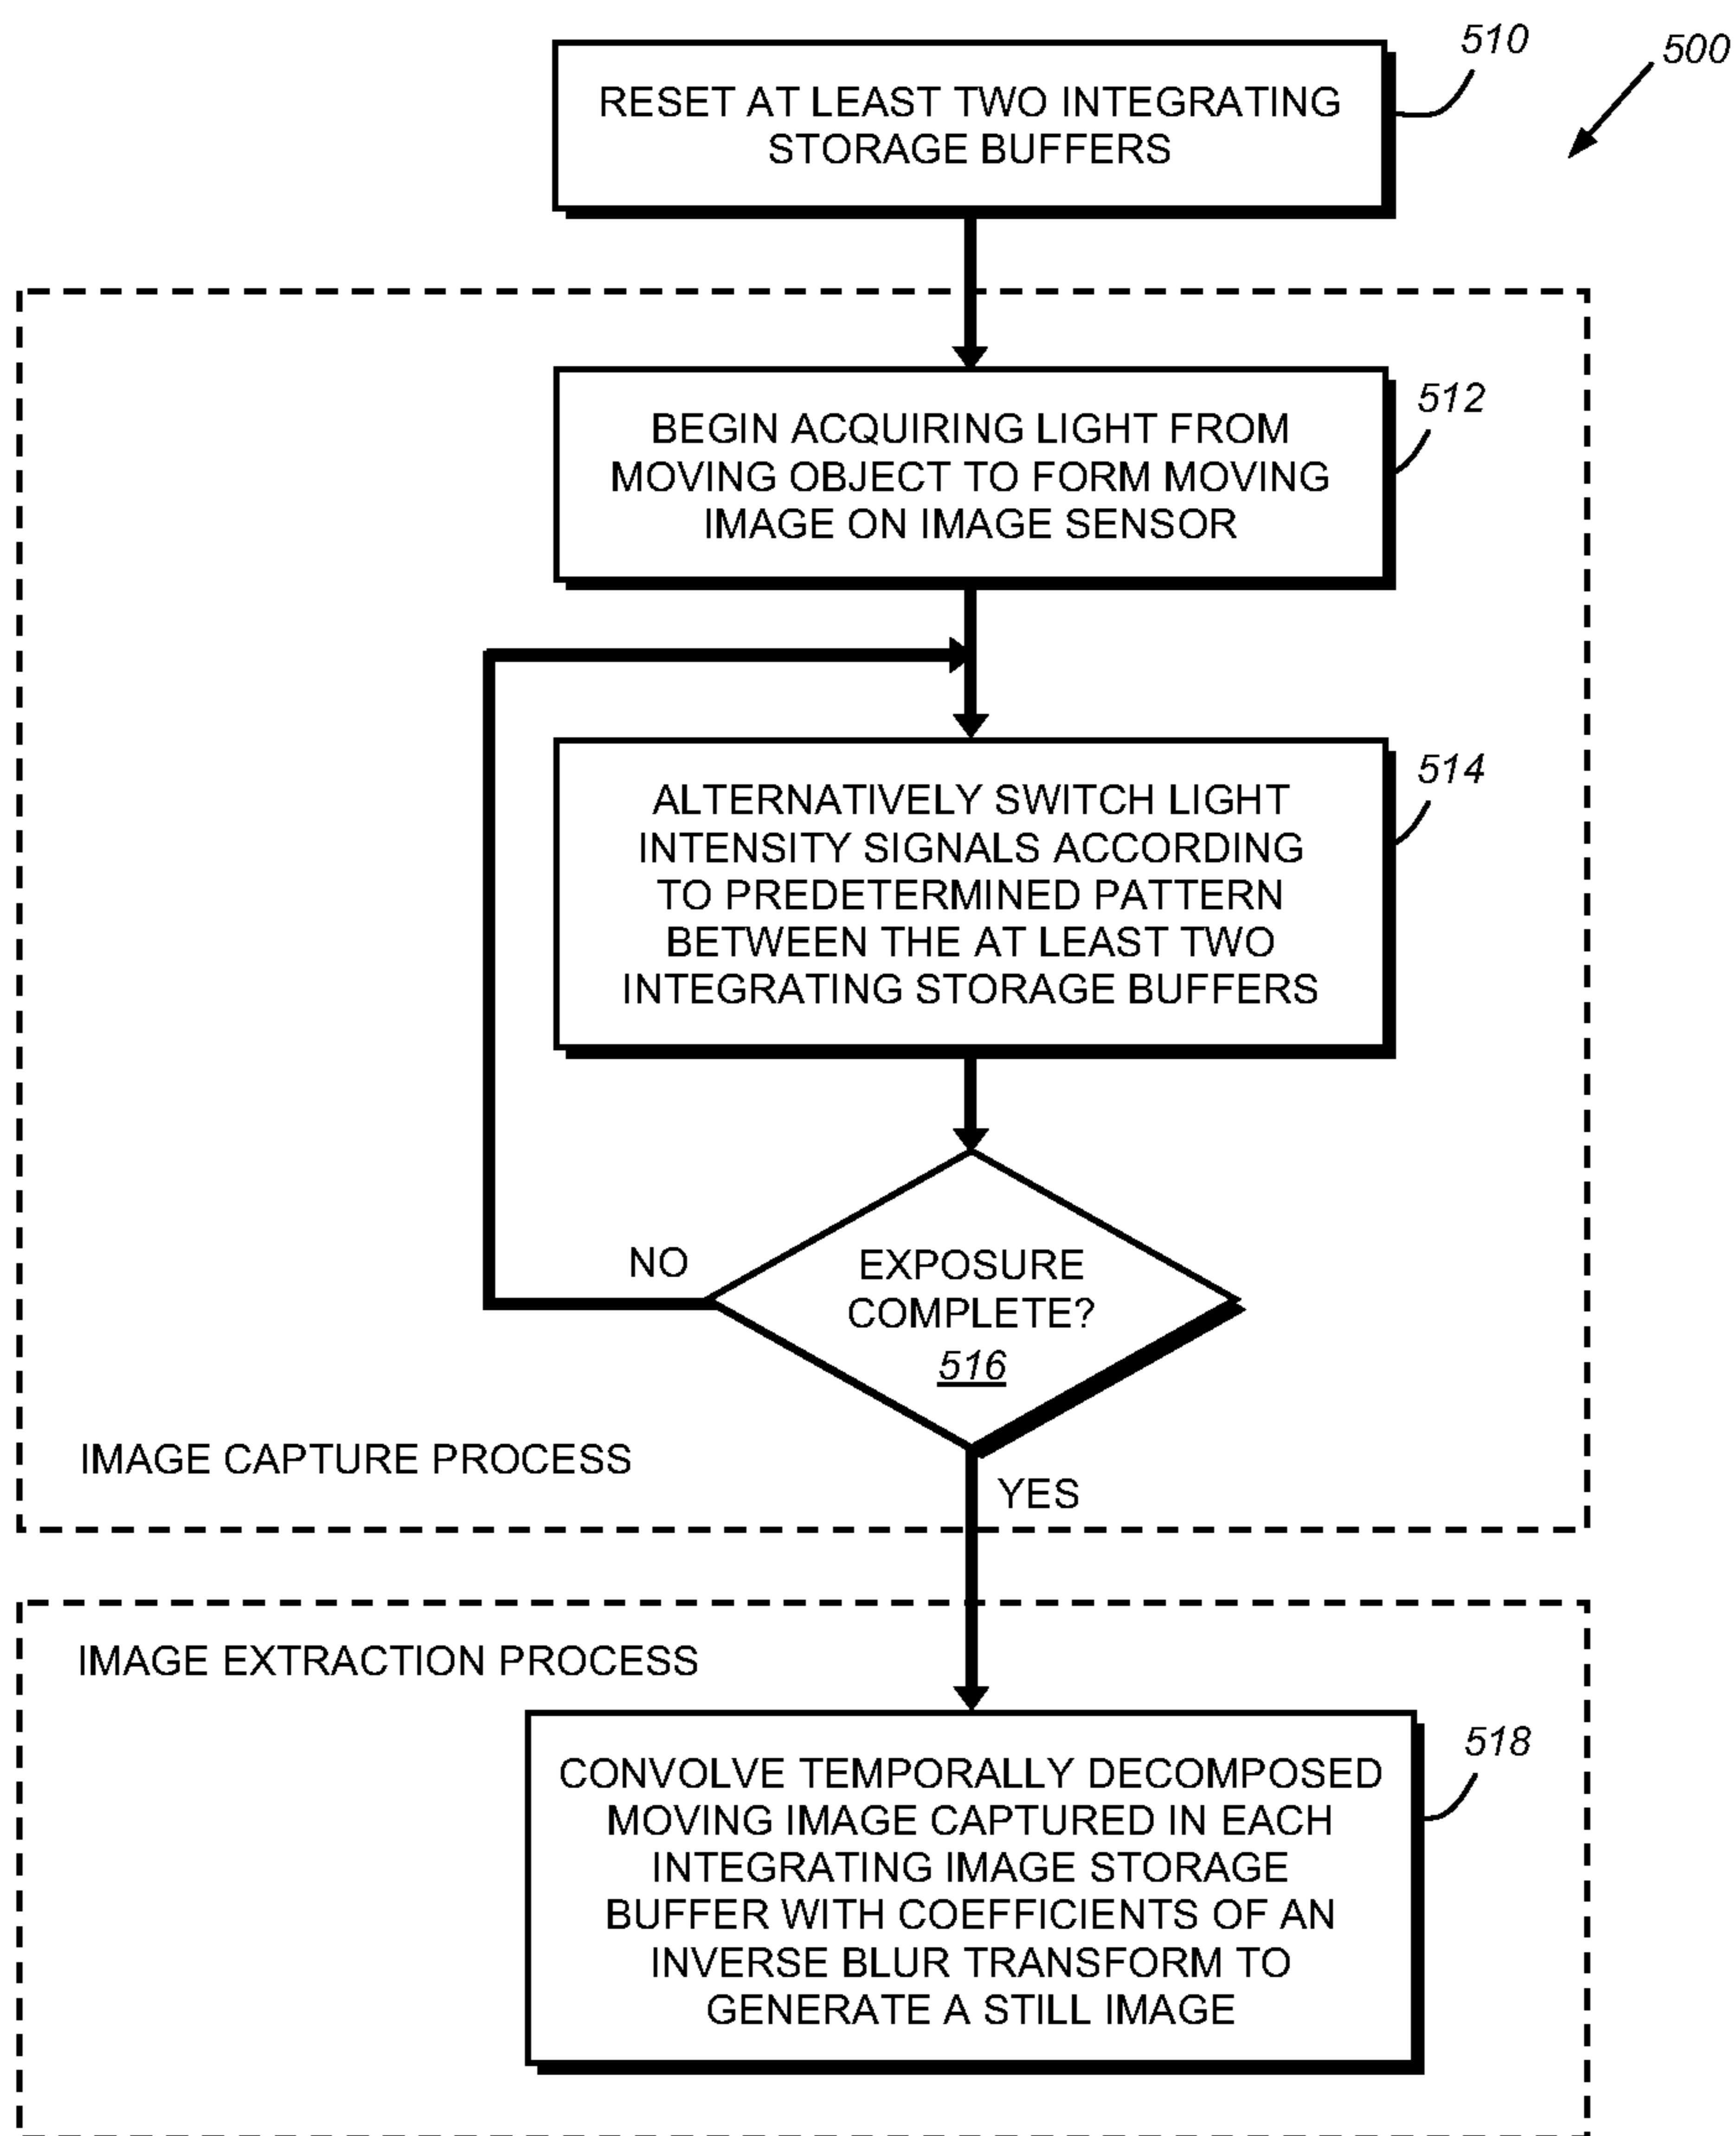 510
500
RESET AT LEAST TWO INTEGRATING
STORAGE BUFFERS
512
BEGIN ACQUIRING LIGHT FROM
MOVING OBJECT TO FORM MOVING
IMAGE ON IMAGE SENSOR
514
ALTERNATIVELY SWITCH LIGHT
INTENSITY SIGNALS ACCORDING
TO PREDETERMINED PATTERN
BETWEEN THE AT LEAST TWO
INTEGRATING STORAGE BUFFERS
NO
EXPOSURE
COMPLETE?
516
IMAGE CAPTURE PROCESS
YES
IMAGE EXTRACTION PROCESS
518
CONVOLVE TEMPORALLY DECOMPOSED
MOVING IMAGE CAPTURED IN EACH
INTEGRATING IMAGE STORAGE
BUFFER WITH COEFFICIENTS OF AN
INVERSE BLUR TRANSFORM TO
GENERATE A STILL IMAGE